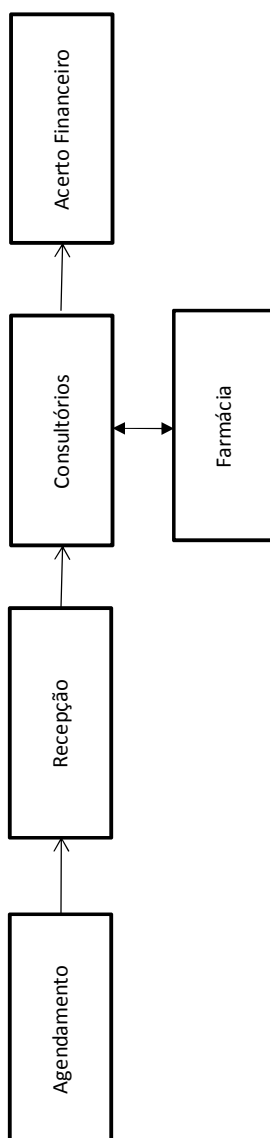 Agendamento
Recepção
Consultórios
Farmácia
Acerto Financeiro